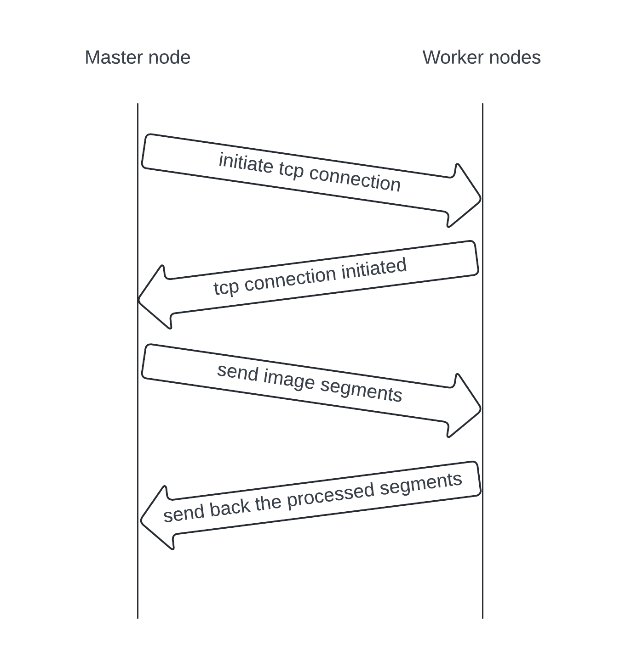 Master node
Worker nodes
initiate tcp connection
tcp connection initiated
send image segments
send back the processed segments